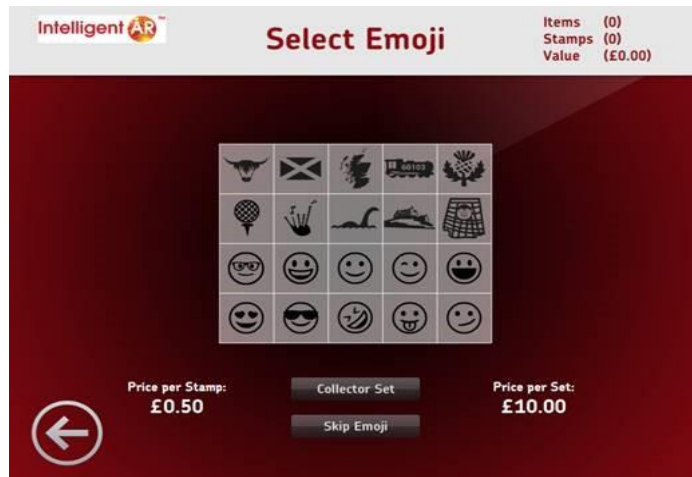 Intelligent AR™
Select Emoji
Items (0)
Stamps (0)
Value (£0.00)
60103
Price per Stamp:
£0.50
Collector Set
Skip Emoji
Price per Set:
£10.00